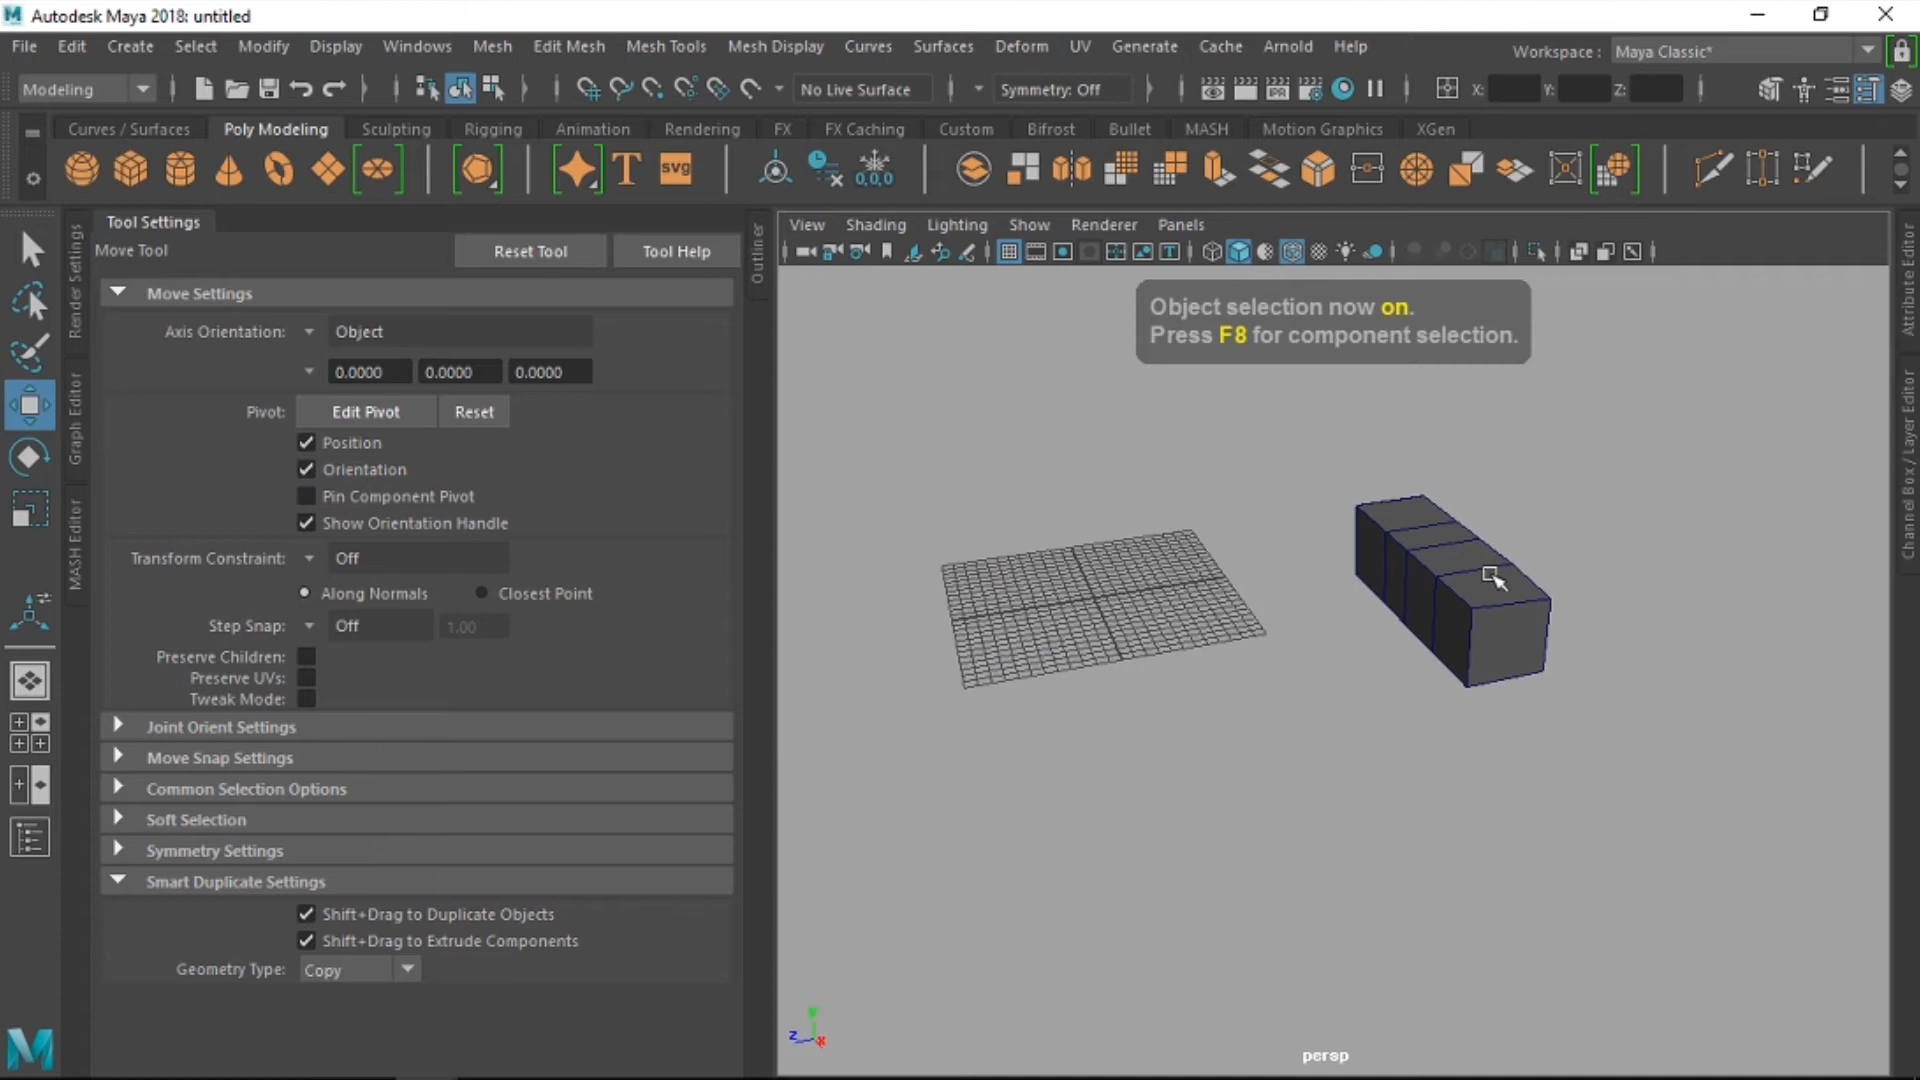 Autodesk Maya 2018: untitled
File Edit Create Select Modify Display Windows Mesh Edit Mesh Mesh Tools Mesh Display Curves Surfaces Deform UV Generate Cache Arnold Help
Workspace : Maya Classic*
Modeling No Live Surface Symmetry: Off X: Y: Z:
Curves / Surfaces Poly Modeling Sculpting Rigging Animation Rendering FX FX Caching Custom Bifrost Bullet MASH Motion Graphics XGen
T svg 0,0,0
Tool Settings
Move Tool Reset Tool Tool Help
Move Settings
Axis Orientation: Object
0.0000 0.0000 0.0000
Pivot: Edit Pivot Reset
Position
Orientation
Pin Component Pivot
Show Orientation Handle
Transform Constraint: Off
Along Normals Closest Point
Step Snap: Off 1.00
Preserve Children:
Preserve UVs:
Tweak Mode:
Joint Orient Settings
Move Snap Settings
Common Selection Options
Soft Selection
Symmetry Settings
Smart Duplicate Settings
Shift+Drag to Duplicate Objects
Shift+Drag to Extrude Components
Geometry Type: Copy
Render Settings
Graph Editor
MASH Editor
Outliner
View Shading Lighting Show Renderer Panels
Object selection now on.
Press F8 for component selection.
Y
Z X
persp
Attribute Editor
Channel Box / Layer Editor